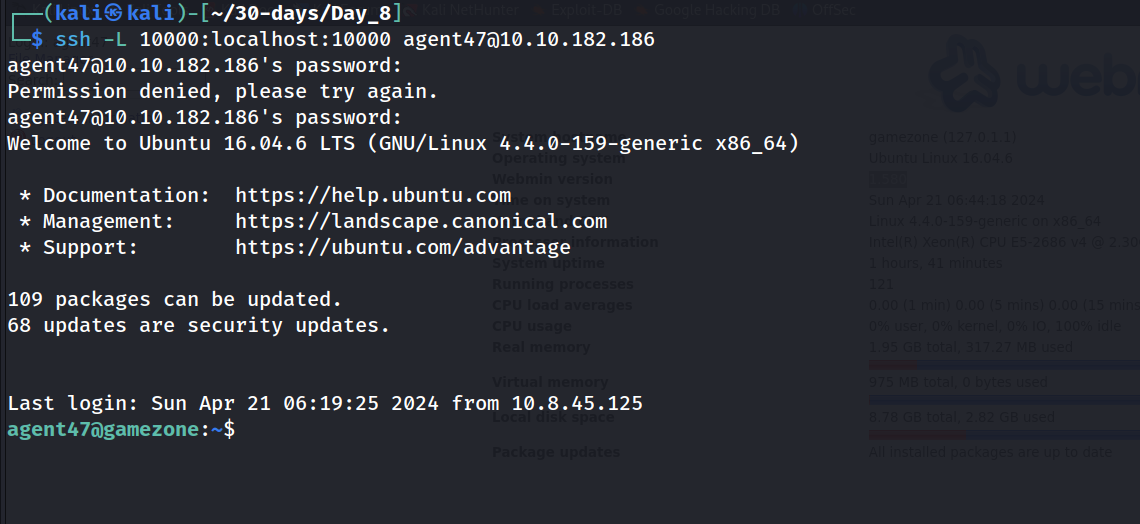 Kali NetHunter Exploit-DB Google Hacking DB OffSec
┌──(kali㉿kali)-[~/30-days/Day_8]
└─$ ssh -L 10000:localhost:10000 agent47@10.10.182.186
agent47@10.10.182.186's password:
Permission denied, please try again.
agent47@10.10.182.186's password:
Welcome to Ubuntu 16.04.6 LTS (GNU/Linux 4.4.0-159-generic x86_64)
* Documentation: https://help.ubuntu.com
* Management: https://landscape.canonical.com
* Support: https://ubuntu.com/advantage
109 packages can be updated.
68 updates are security updates.
Last login: Sun Apr 21 06:19:25 2024 from 10.8.45.125
agent47@gamezone:~$
web
gamezone (127.0.1.1)
Operating system Ubuntu Linux 16.04.6
Webmin version
on system Sun Apr 21 06:44:18 2024
Linux 4.4.0-159-generic on x86_64
information Intel(R) Xeon(R) CPU E5-2686 v4 @ 2.30
System uptime 1 hours, 41 minutes
Running processes 121
CPU load averages 0.00 (1 min) 0.00 (5 mins) 0.00 (15 mins
CPU usage 0% user, 0% kernel, 0% IO, 100% idle
Real memory 1.95 GB total, 317.27 MB used
Virtual memory 975 MB total, 0 bytes used
Local disk space 8.78 GB total, 2.82 GB used
Package updates All installed packages are up to date